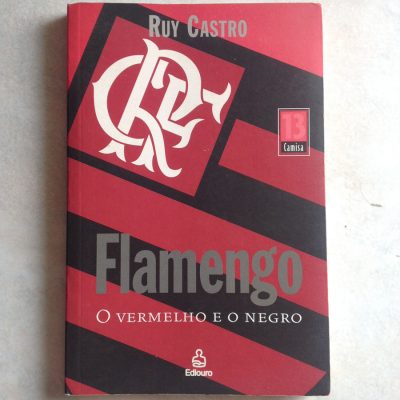 RUY CASTRO
CRF
13
Camisa
Flamengo
O VERMELHO E O NEGRO
Ediouro